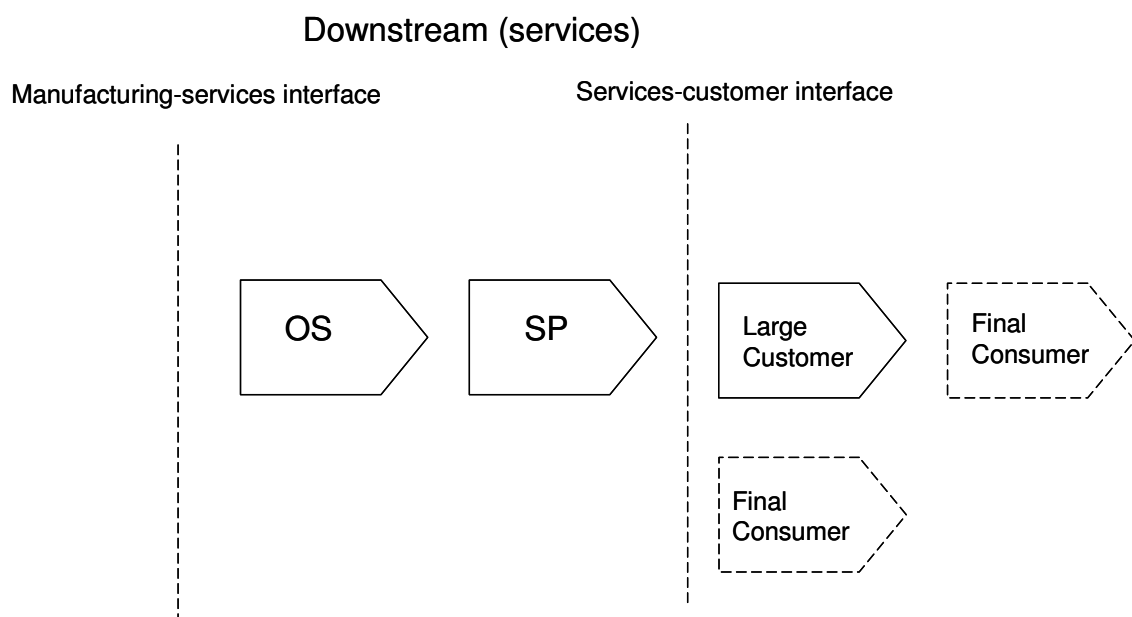 Downstream (services)
Manufacturing-services interface
Services-customer interface
OS
SP
Large
Customer
Final
Consumer
Final
Consumer